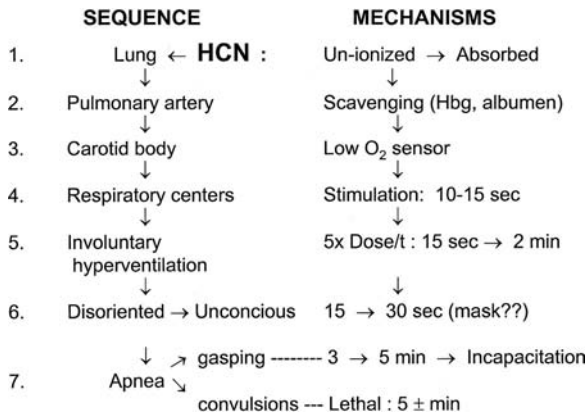 SEQUENCE MECHANISMS
1. Lung ← HCN : Un-ionized → Absorbed
↓ ↓
2. Pulmonary artery Scavenging (Hbg, albumen)
↓ ↓
3. Carotid body Low O₂ sensor
↓ ↓
4. Respiratory centers Stimulation: 10-15 sec
↓ ↓
5. Involuntary 5x Dose/t : 15 sec → 2 min
hyperventilation
↓ ↓
6. Disoriented → Unconcious 15 → 30 sec (mask??)
↓ ↗ gasping -------- 3 → 5 min → Incapacitation
7. Apnea ↘
convulsions --- Lethal : 5 ± min